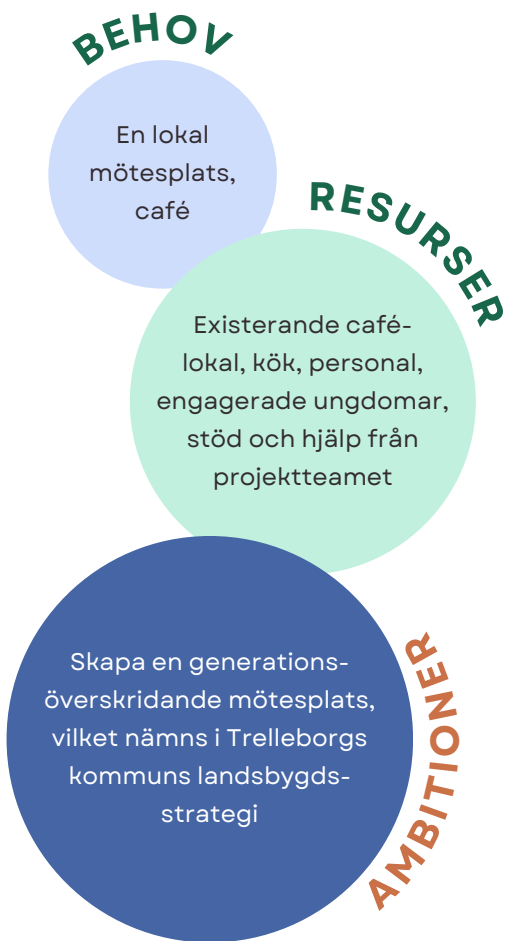 BEHOV
En lokal
mötesplats,
café
RESURSER
Existerande café-
lokal, kök, personal,
engagerade ungdomar,
stöd och hjälp från
projektteamet
AMBITIONER
Skapa en generations-
överskridande mötesplats,
vilket nämns i Trelleborgs
kommuns landsbygds-
strategi